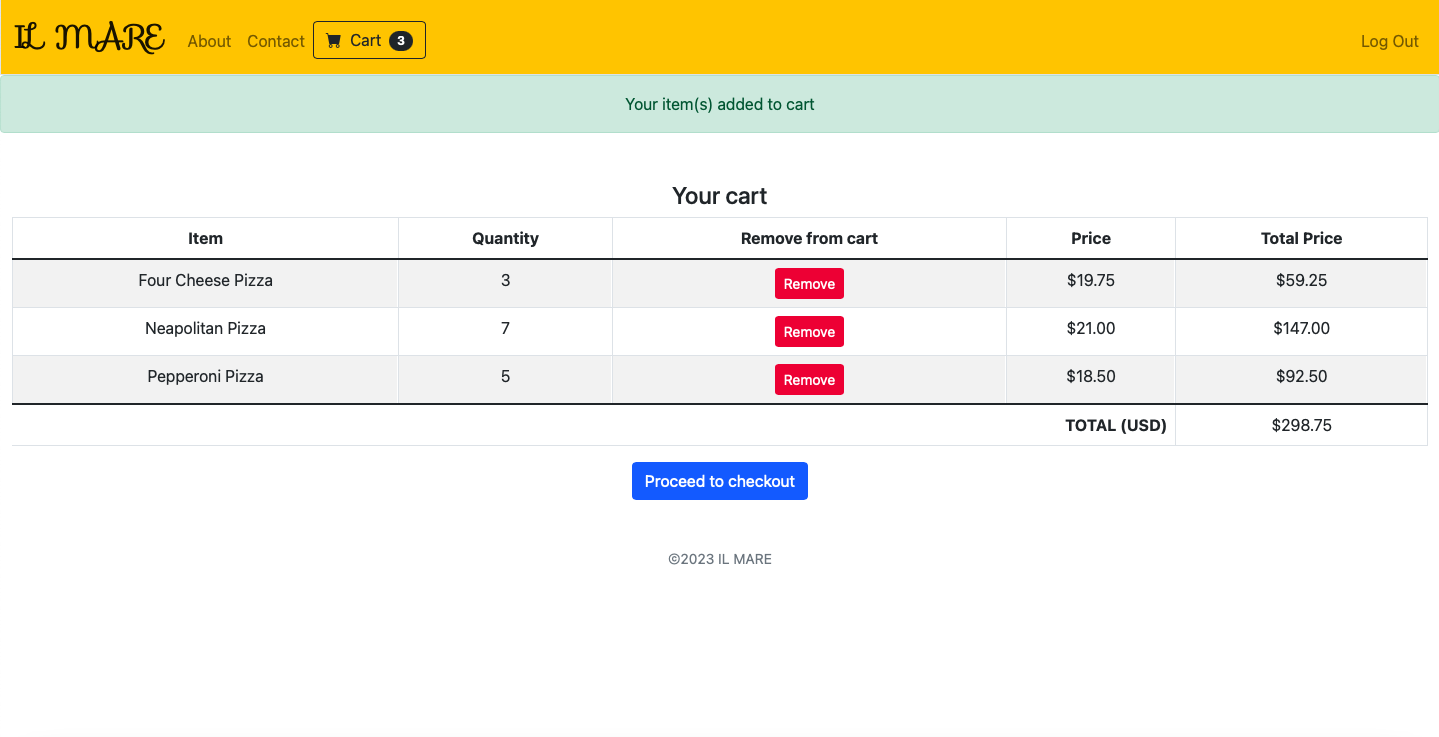 IL MARE About Contact Cart 3 Log Out
Your item(s) added to cart
Your cart
Item Quantity Remove from cart Price Total Price
Four Cheese Pizza 3 Remove $19.75 $59.25
Neapolitan Pizza 7 Remove $21.00 $147.00
Pepperoni Pizza 5 Remove $18.50 $92.50
TOTAL (USD) $298.75
Proceed to checkout
©2023 IL MARE